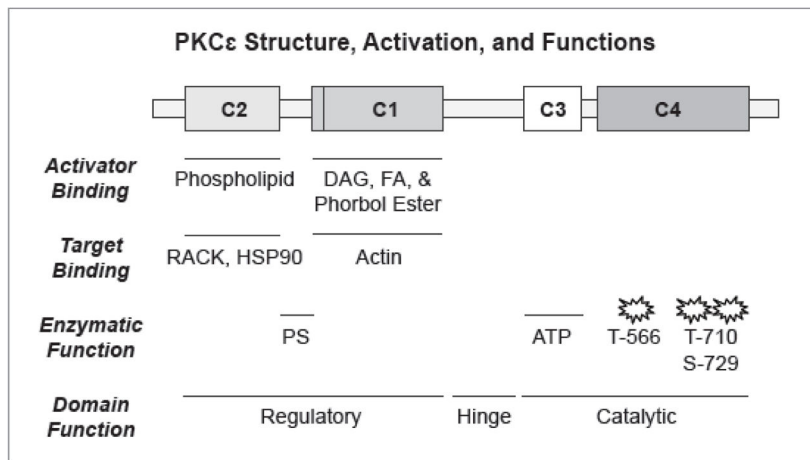 PKCε Structure, Activation, and Functions
C2 C1 C3 C4
Activator
Binding
Phospholipid
DAG, FA, &
Phorbol Ester
Target
Binding
RACK, HSP90
Actin
Enzymatic
Function
PS
ATP
T-566
T-710
S-729
Domain
Function
Regulatory
Hinge
Catalytic